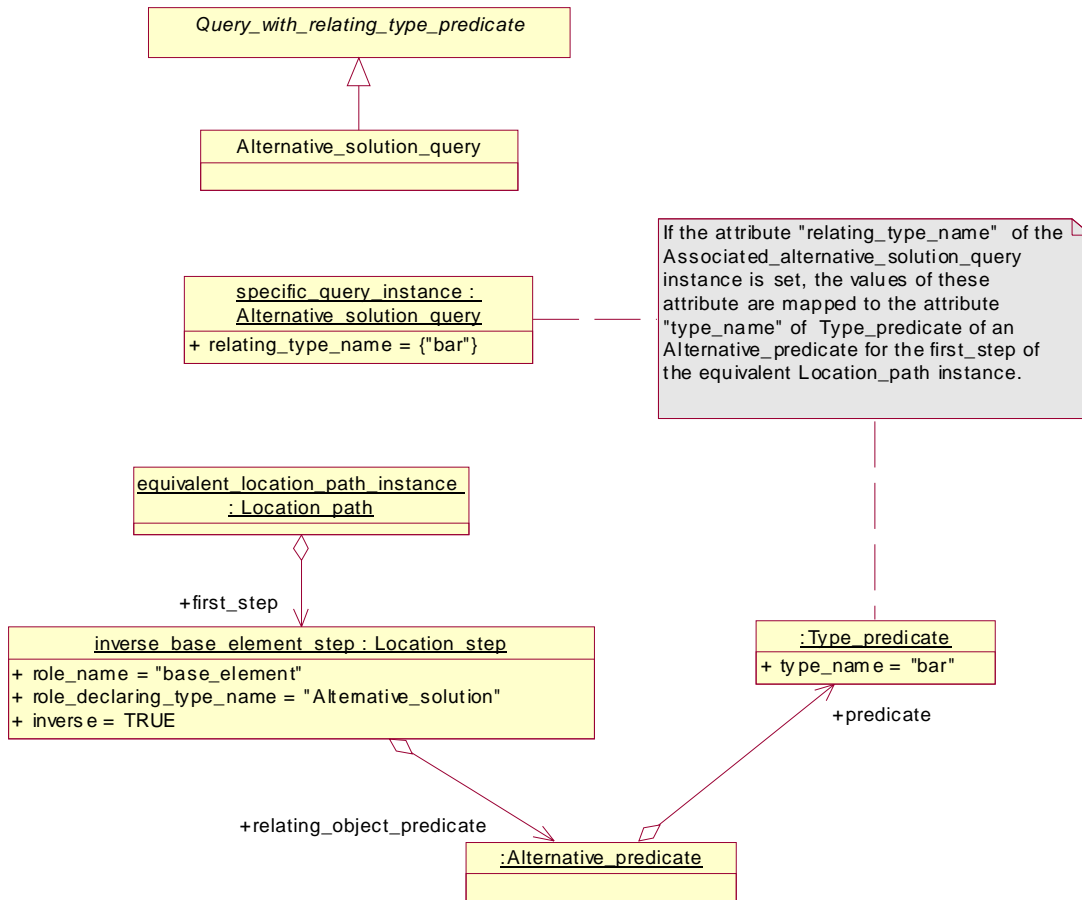 Query_with_relating_type_predicate
Alternative_solution_query
If the attribute "relating_type_name" of the
Associated_alternative_solution_query
instance is set, the values of these
attribute are mapped to the attribute
"type_name" of Type_predicate of an
Alternative_predicate for the first_step of
the equivalent Location_path instance.
specific_query_instance :
Alternative_solution_query
+ relating_type_name = {"bar"}
equivalent_location_path_instance
: Location_path
+first_step
inverse_base_element_step : Location_step
+ role_name = "base_element"
+ role_declaring_type_name = "Alternative_solution"
+ inverse = TRUE
:Type_predicate
+ type_name = "bar"
+predicate
+relating_object_predicate
:Alternative_predicate